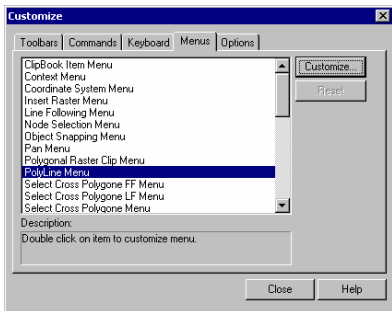 Customize
Toolbars Commands Keyboard Menus Options
ClipBook Item Menu
Context Menu
Coordinate System Menu
Insert Raster Menu
Line Following Menu
Node Selection Menu
Object Snapping Menu
Pan Menu
Polygonal Raster Clip Menu
PolyLine Menu
Select Cross Polygone FF Menu
Select Cross Polygone LF Menu
Select Cross Polygone Menu
Customize...
Reset
Description:
Double click on item to customize menu.
Close Help